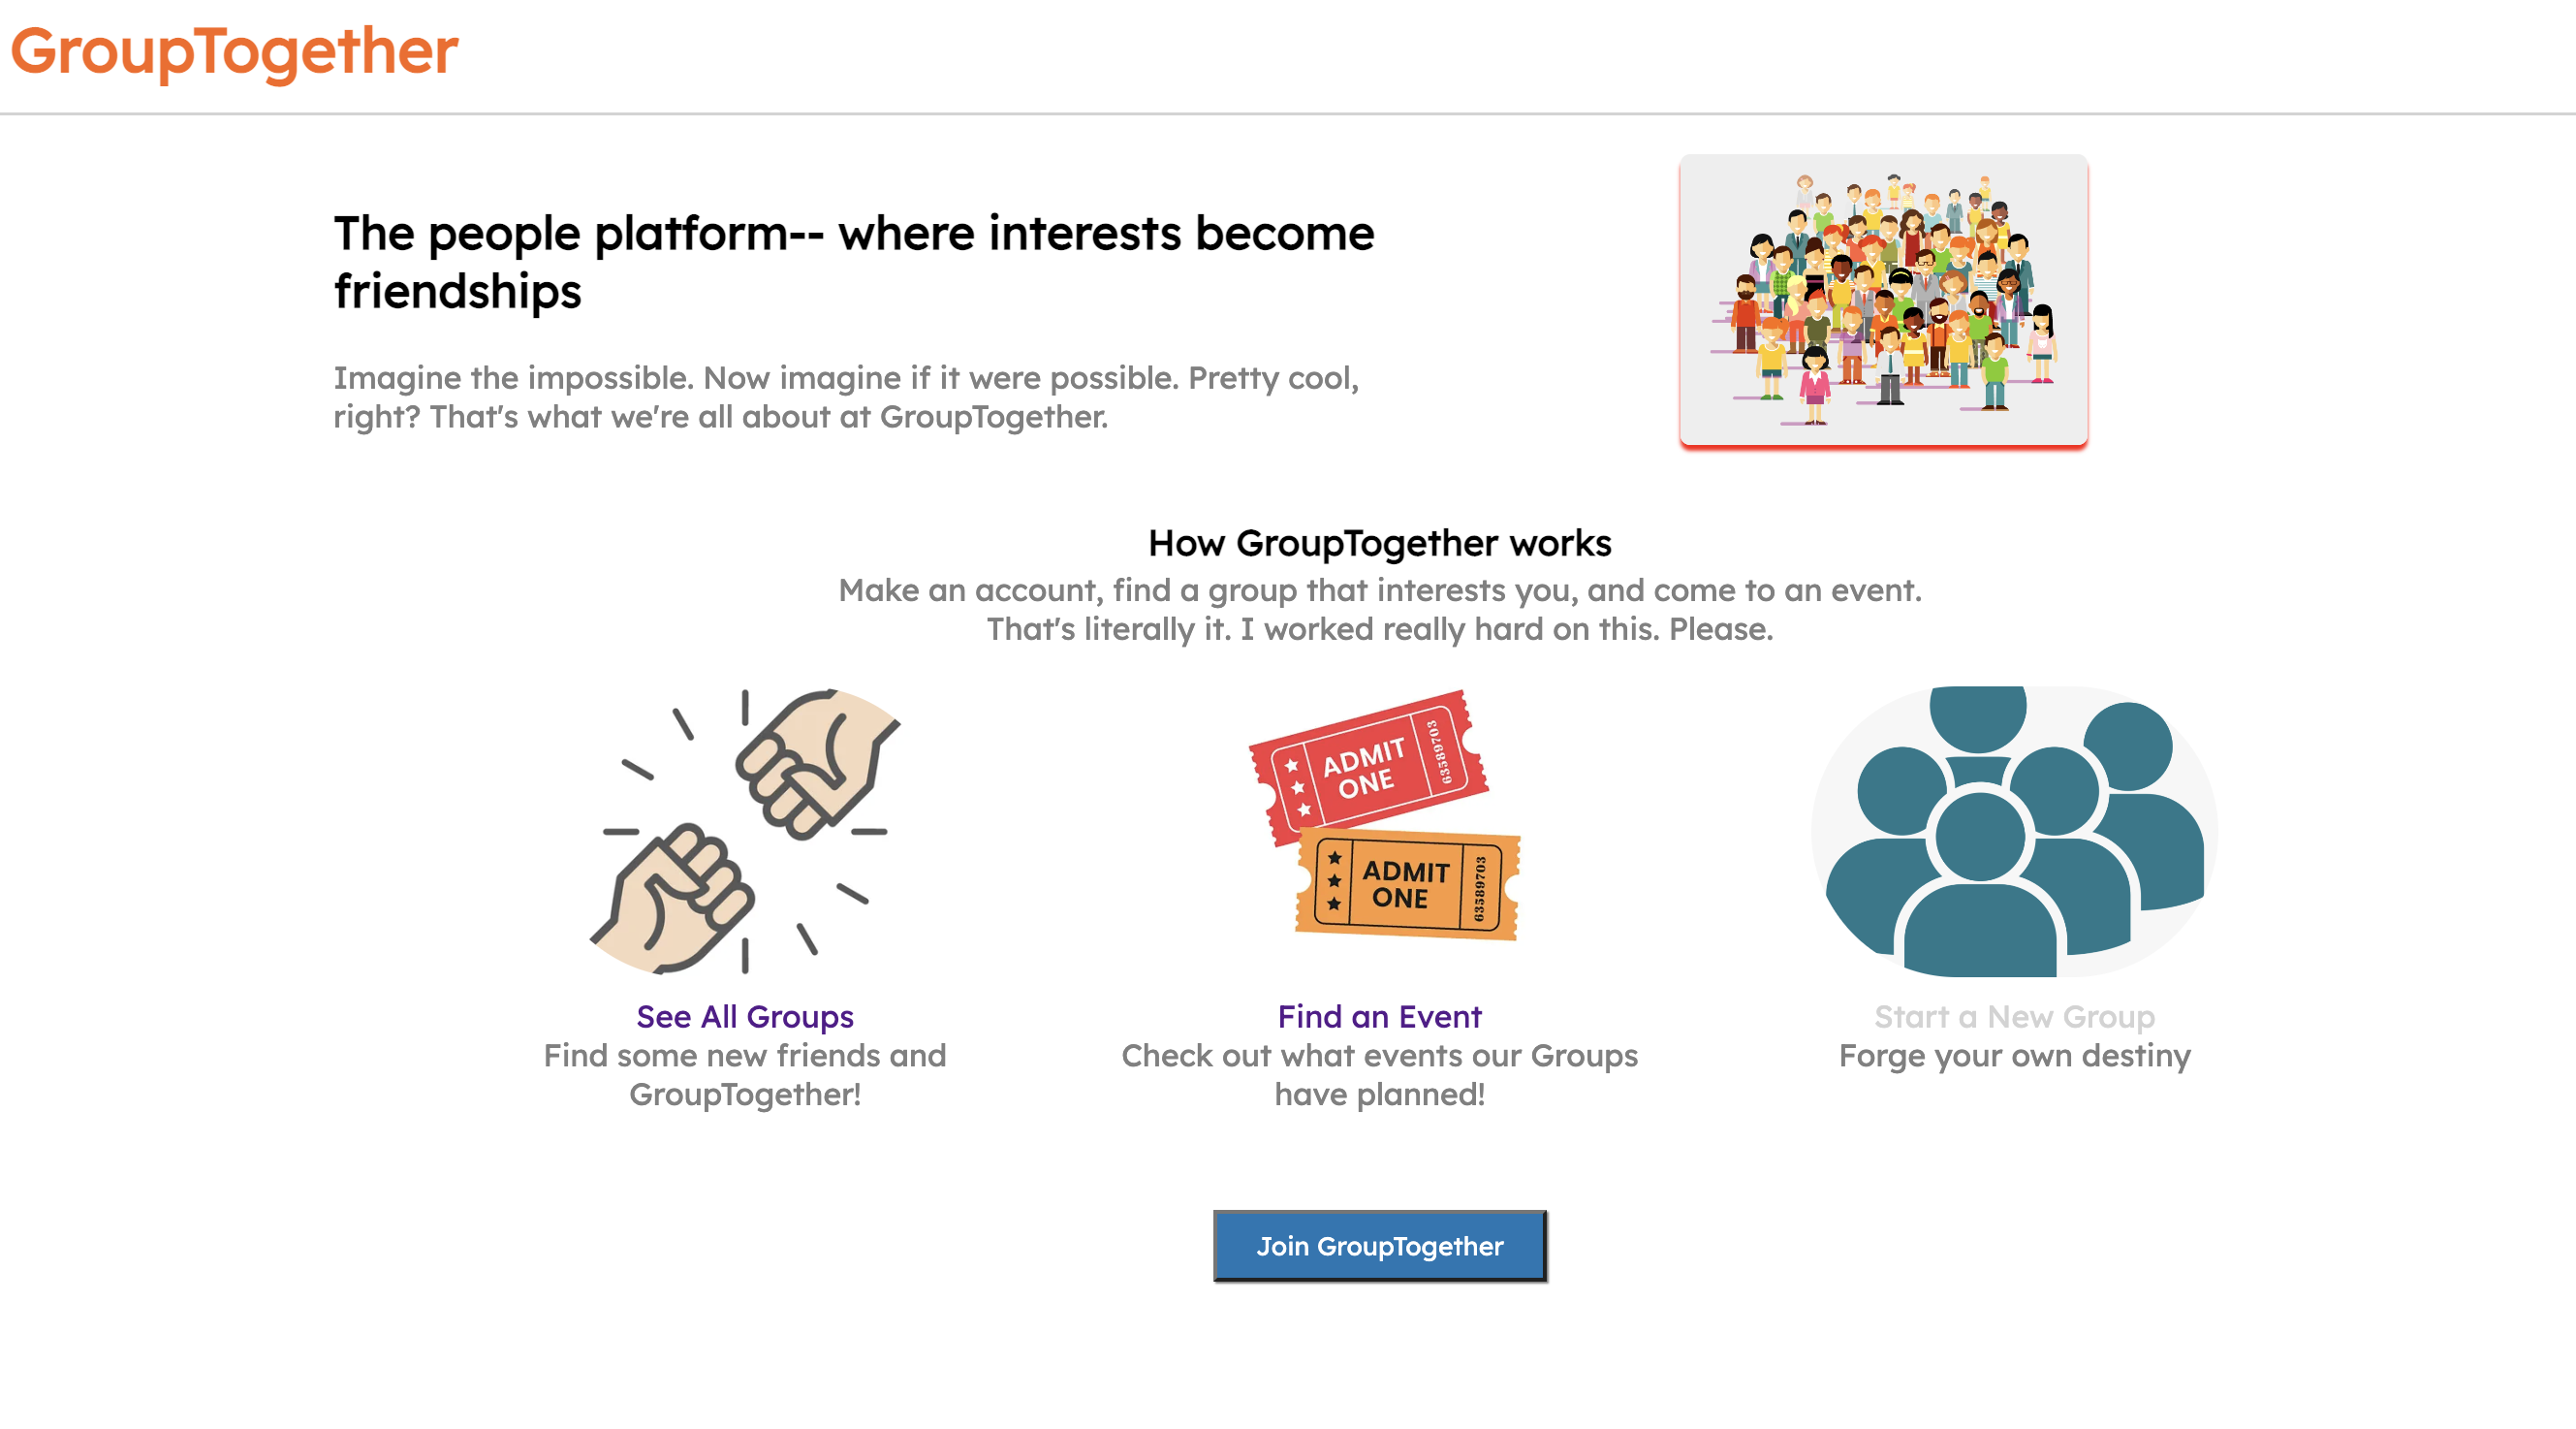 GroupTogether
The people platform-- where interests become
friendships
Imagine the impossible. Now imagine if it were possible. Pretty cool,
right? That's what we're all about at GroupTogether.
How GroupTogether works
Make an account, find a group that interests you, and come to an event.
That's literally it. I worked really hard on this. Please.
ADMIT
ONE
63589703
ADMIT
ONE
63589703
See All Groups
Find some new friends and
GroupTogether!
Find an Event
Check out what events our Groups
have planned!
Start a New Group
Forge your own destiny
Join GroupTogether